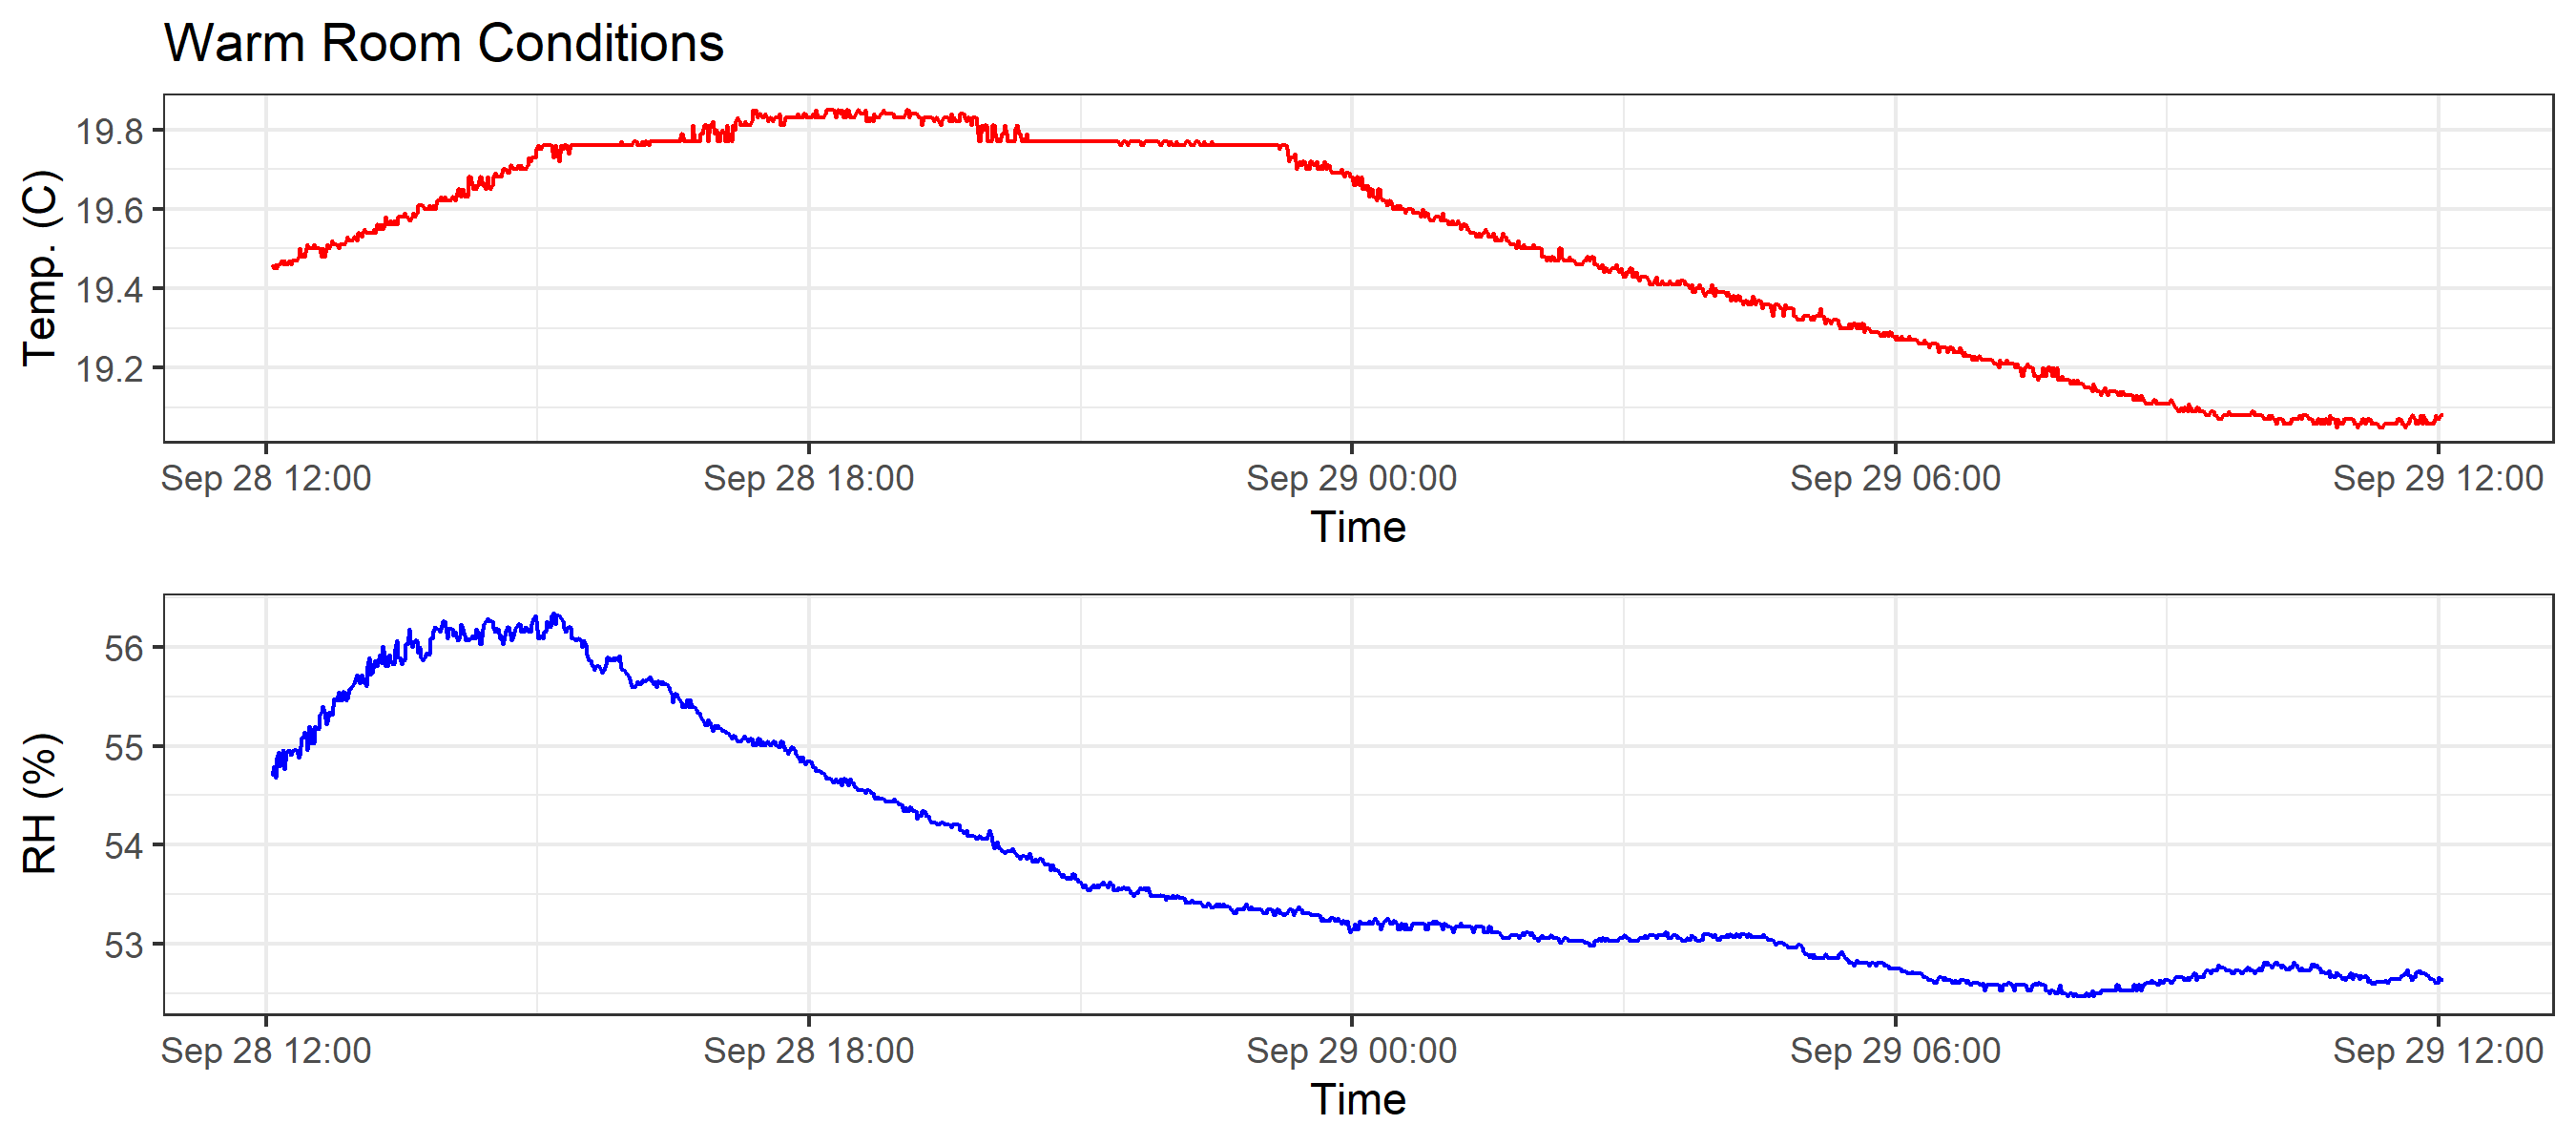 Warm Room Conditions
Temp. (C)
19.8
19.6
19.4
19.2
Sep 28 12:00 Sep 28 18:00 Sep 29 00:00 Sep 29 06:00 Sep 29 12:00
Time
RH (%)
56
55
54
53
Sep 28 12:00 Sep 28 18:00 Sep 29 00:00 Sep 29 06:00 Sep 29 12:00
Time